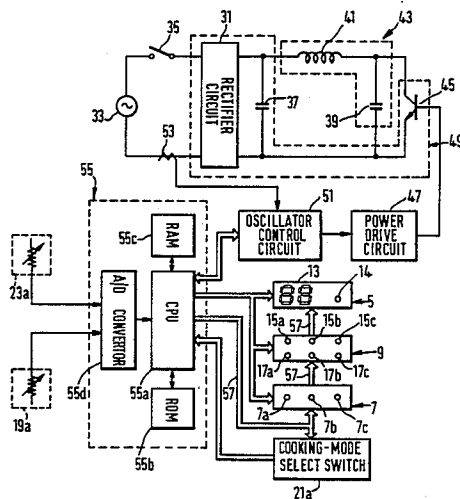 31
41
43
35
RECTIFIER
CIRCUIT
37
39
45
33
53
49
51
47
55
OSCILLATOR
CONTROL
CIRCUIT
POWER
DRIVE
CIRCUIT
RAM
55c
13
14
88
5
23a
A/D
CONVERTOR
CPU
15a
57
15b
15c
9
55d
57
17a
57
17b
17c
55a
7a
7b
7c
7
19a
ROM
55b
COOKING-MODE
SELECT SWITCH
21a